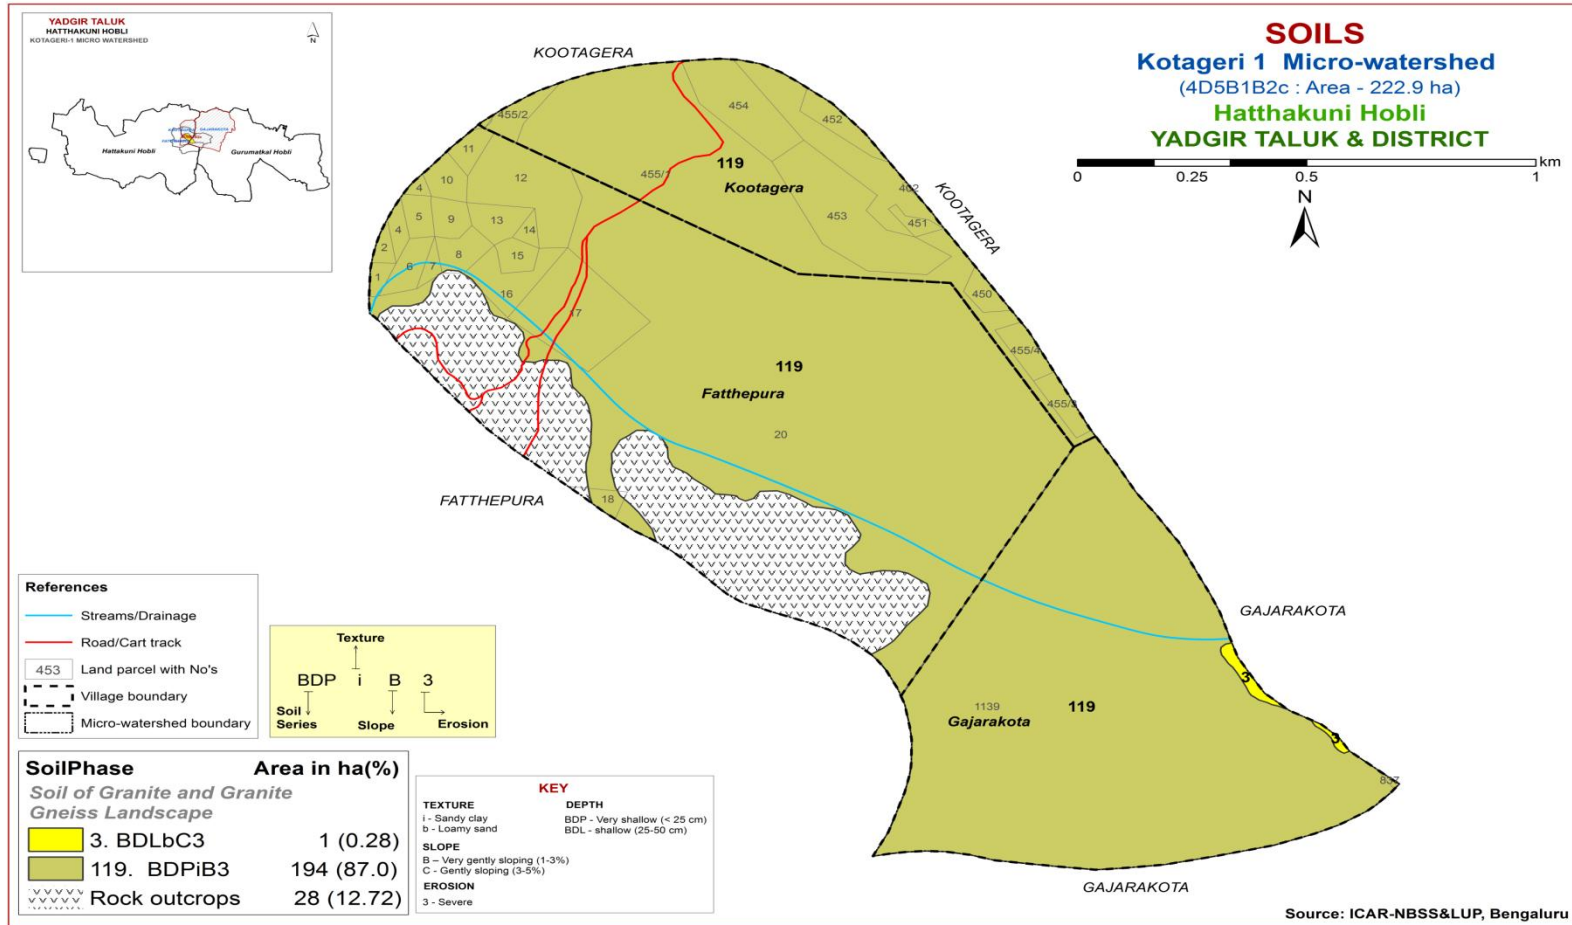 YADGIR TALUK
HATTHAKUNI HOBLI
KOTAGERI-1 MICRO WATERSHED
N
GAJARAKOTA
Hattakuni Hobli
Gurumatkal Hobli
SOILS
Kotageri 1 Micro-watershed
(4D5B1B2c : Area - 222.9 ha)
Hatthakuni Hobli
YADGIR TALUK & DISTRICT
km
0 0.25 0.5 1
N
KOOTAGERA
455/2
454
452
11
119
455/1
Kootagera
12
4
10
462
KOOTAGERA
5
9
13
453
451
4
14
2
8
15
6
7
1
16
450
17
455/4
119
Fatthepura
455/3
20
FATTHEPURA
18
GAJARAKOTA
3
1139
119
Gajarakota
3
837
GAJARAKOTA
References
Streams/Drainage
Road/Cart track
453 Land parcel with No's
Village boundary
Micro-watershed boundary
Texture
BDP i B 3
Soil Series
Slope
Erosion
SoilPhase Area in ha(%)
Soil of Granite and Granite
Gneiss Landscape
3. BDLbC3 1 (0.28)
119. BDPiB3 194 (87.0)
Rock outcrops 28 (12.72)
KEY
TEXTURE
i - Sandy clay
b - Loamy sand
DEPTH
BDP - Very shallow (< 25 cm)
BDL - shallow (25-50 cm)
SLOPE
B – Very gently sloping (1-3%)
C - Gently sloping (3-5%)
EROSION
3 - Severe
Source: ICAR-NBSS&LUP, Bengaluru